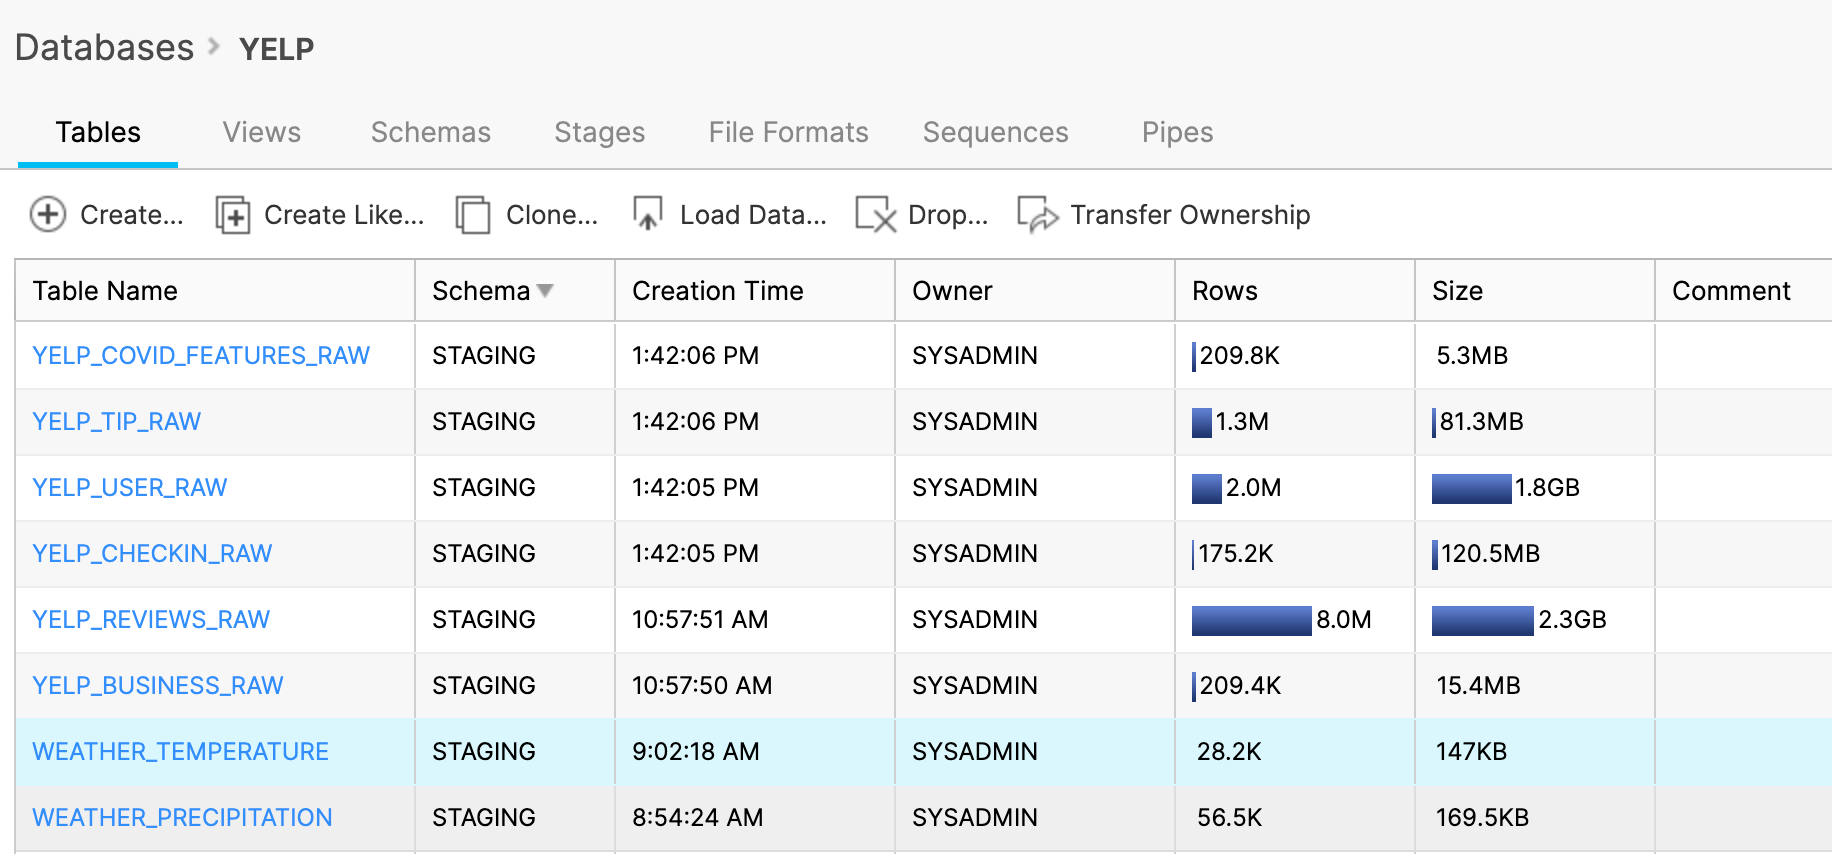 Databases > YELP
Tables Views Schemas Stages File Formats Sequences Pipes
Create... Create Like... Clone... Load Data... Drop... Transfer Ownership
Table Name Schema Creation Time Owner Rows Size Comment
YELP_COVID_FEATURES_RAW STAGING 1:42:06 PM SYSADMIN 209.8K 5.3MB
YELP_TIP_RAW STAGING 1:42:06 PM SYSADMIN 1.3M 81.3MB
YELP_USER_RAW STAGING 1:42:05 PM SYSADMIN 2.0M 1.8GB
YELP_CHECKIN_RAW STAGING 1:42:05 PM SYSADMIN 175.2K 120.5MB
YELP_REVIEWS_RAW STAGING 10:57:51 AM SYSADMIN 8.0M 2.3GB
YELP_BUSINESS_RAW STAGING 10:57:50 AM SYSADMIN 209.4K 15.4MB
WEATHER_TEMPERATURE STAGING 9:02:18 AM SYSADMIN 28.2K 147KB
WEATHER_PRECIPITATION STAGING 8:54:24 AM SYSADMIN 56.5K 169.5KB